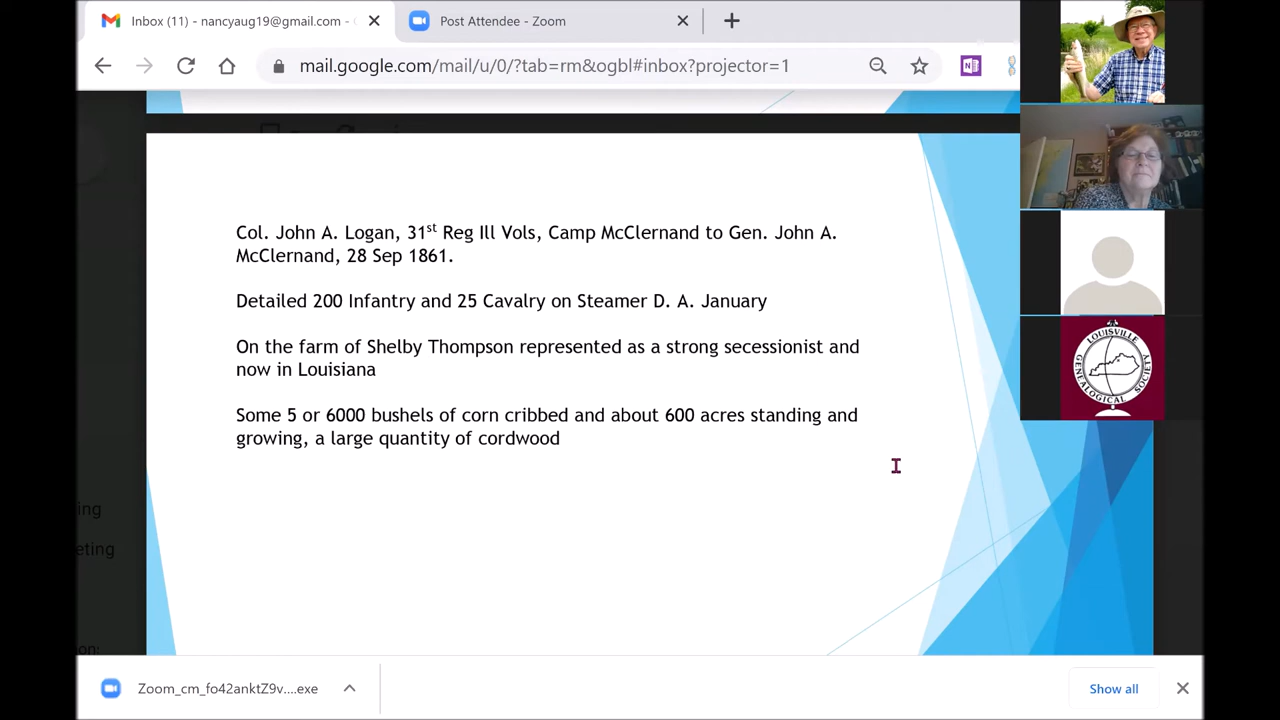 Inbox (11) - nancyaug19@gmail.com -
Post Attendee - Zoom
mail.google.com/mail/u/0/?tab=rm&ogbl#inbox?projector=1
Col. John A. Logan, 31st Reg Ill Vols, Camp McClernand to Gen. John A.
McClernand, 28 Sep 1861.
Detailed 200 Infantry and 25 Cavalry on Steamer D. A. January
On the farm of Shelby Thompson represented as a strong secessionist and
now in Louisiana
Some 5 or 6000 bushels of corn cribbed and about 600 acres standing and
growing, a large quantity of cordwood
LOUISVILLE
GENEALOGICAL SOCIETY
ing
eting
on:
Zoom_cm_fo42anktZ9v....exe
Show all